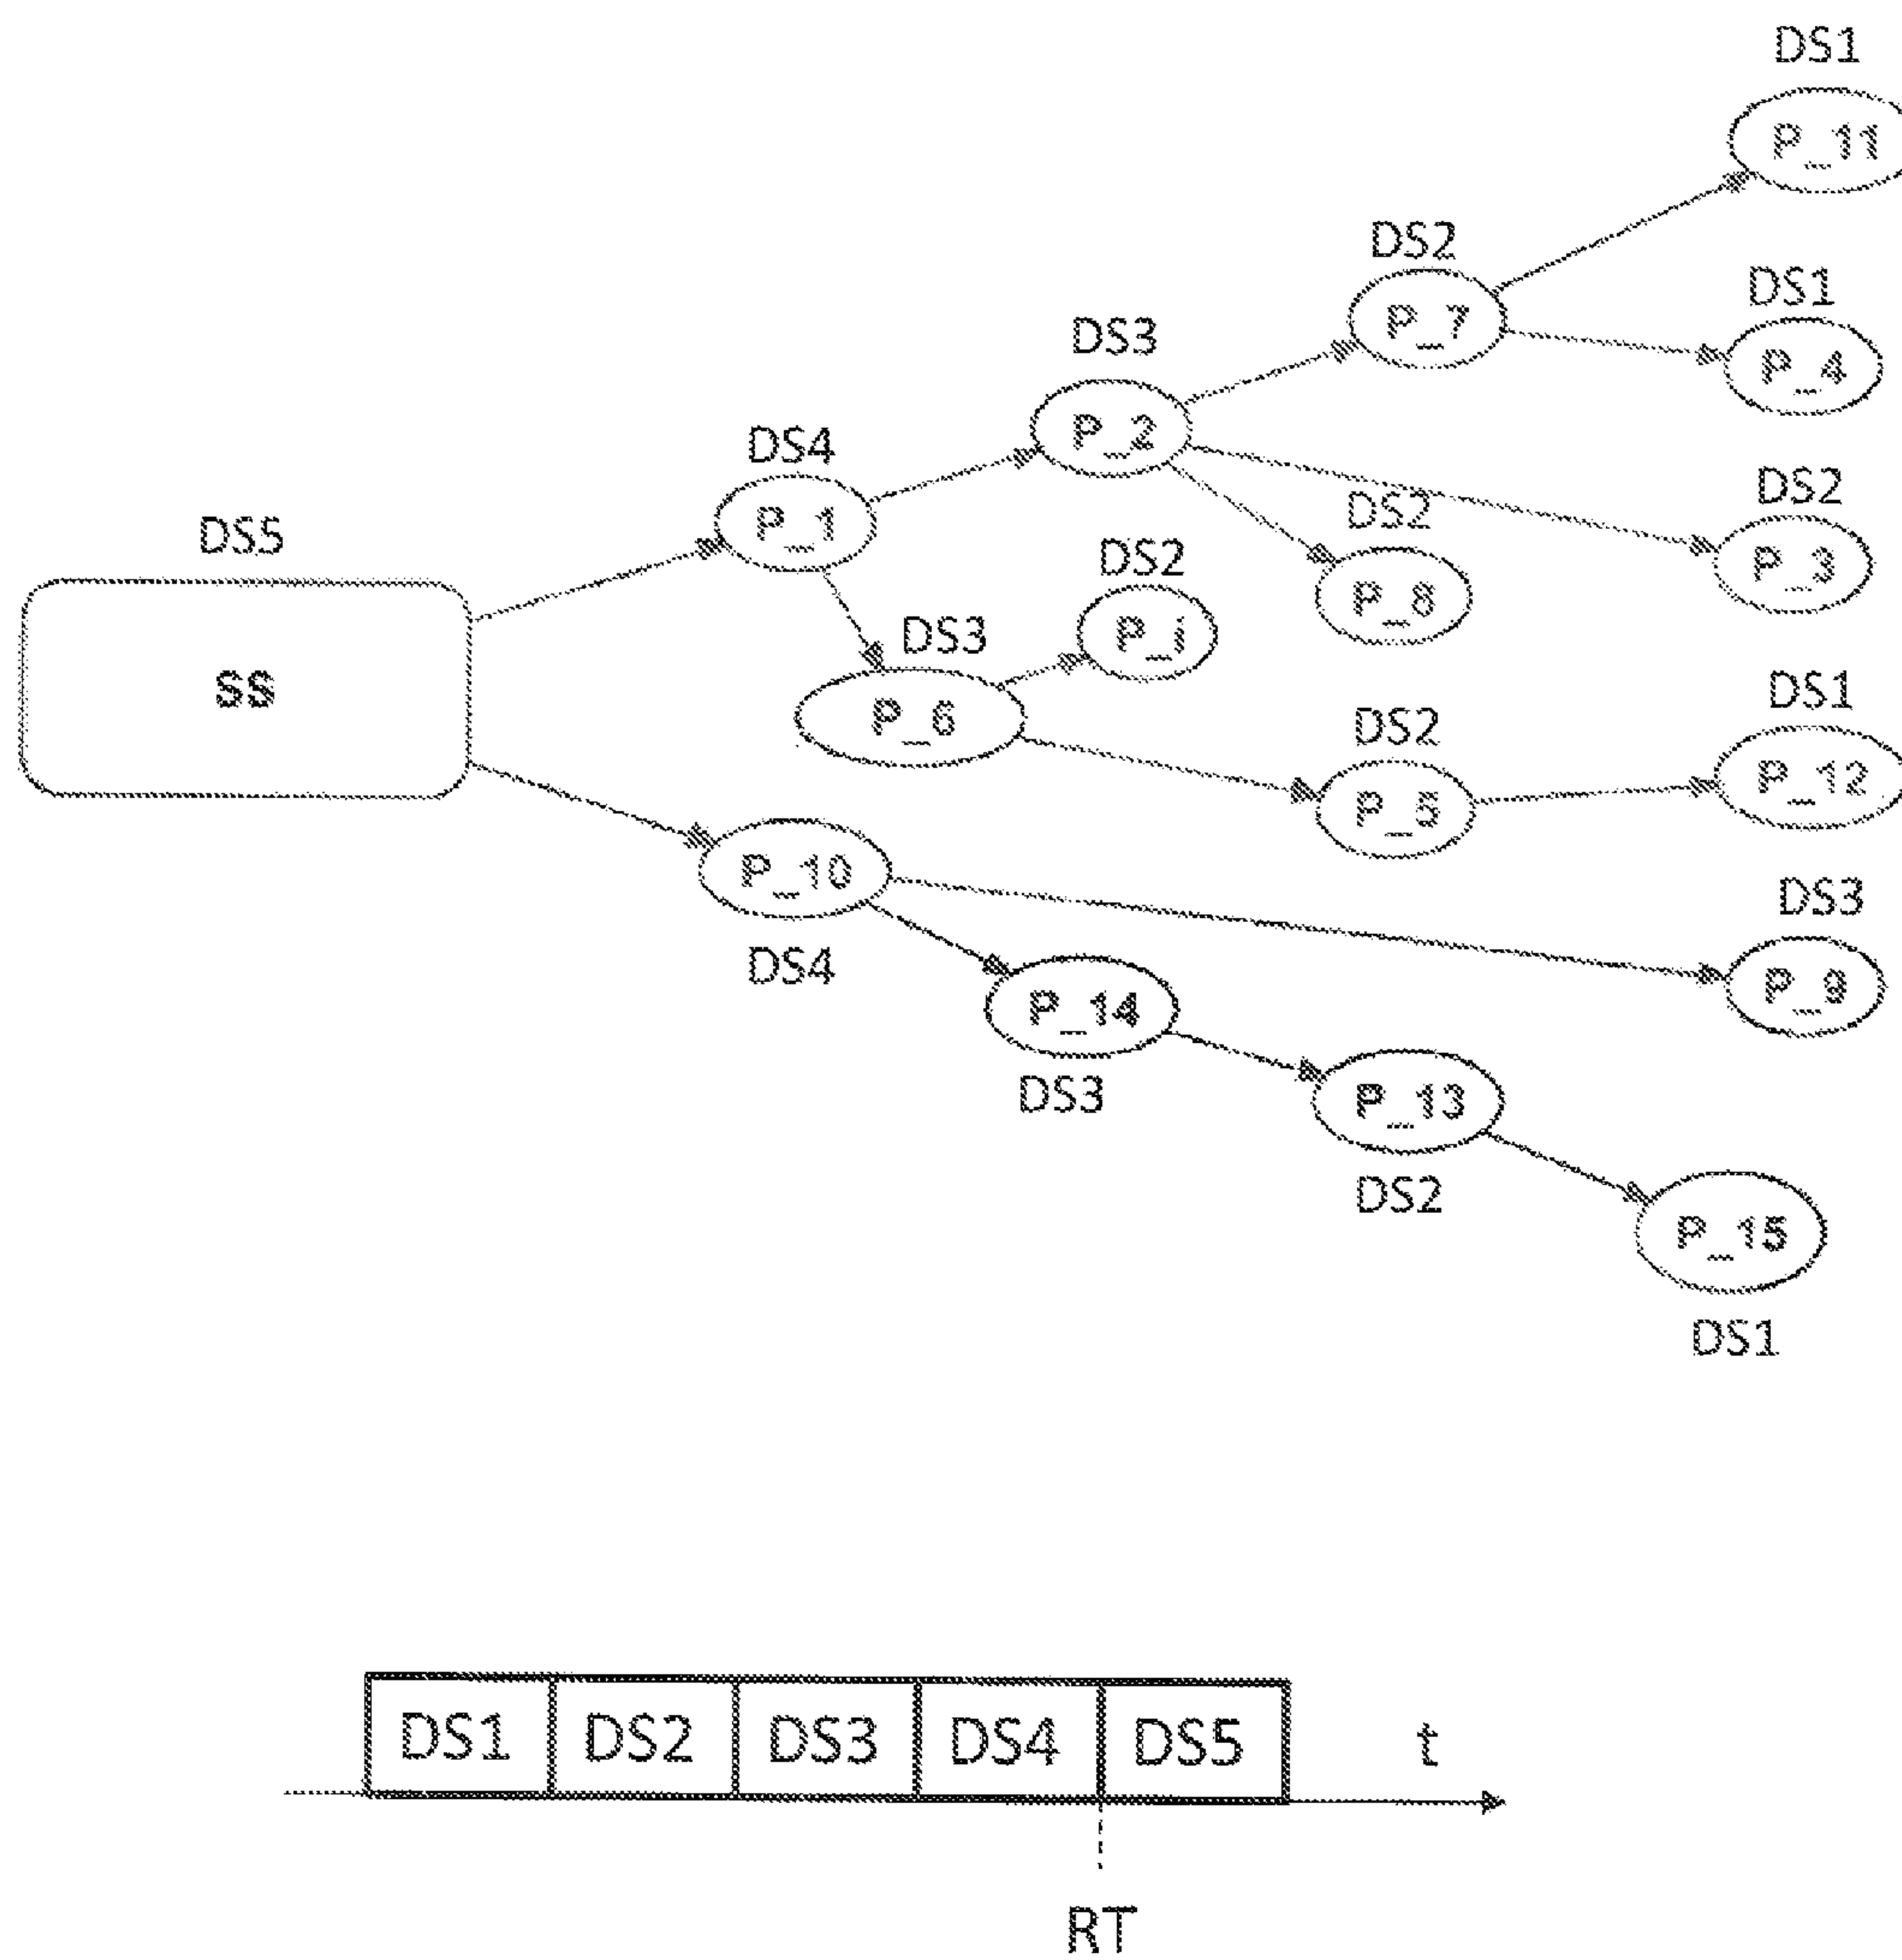 DS1
P_11
DS2
P_7
DS1
P_4
DS3
P_2
DS4
P_1
DS2
P_3
DS2
P_8
DS5
SS
DS2
P_i
DS3
P_6
DS2
P_5
DS1
P_12
P_10
DS4
DS3
P_9
P_14
DS3
P_13
DS2
P_15
DS1
DS1 DS2 DS3 DS4 DS5 t
RT